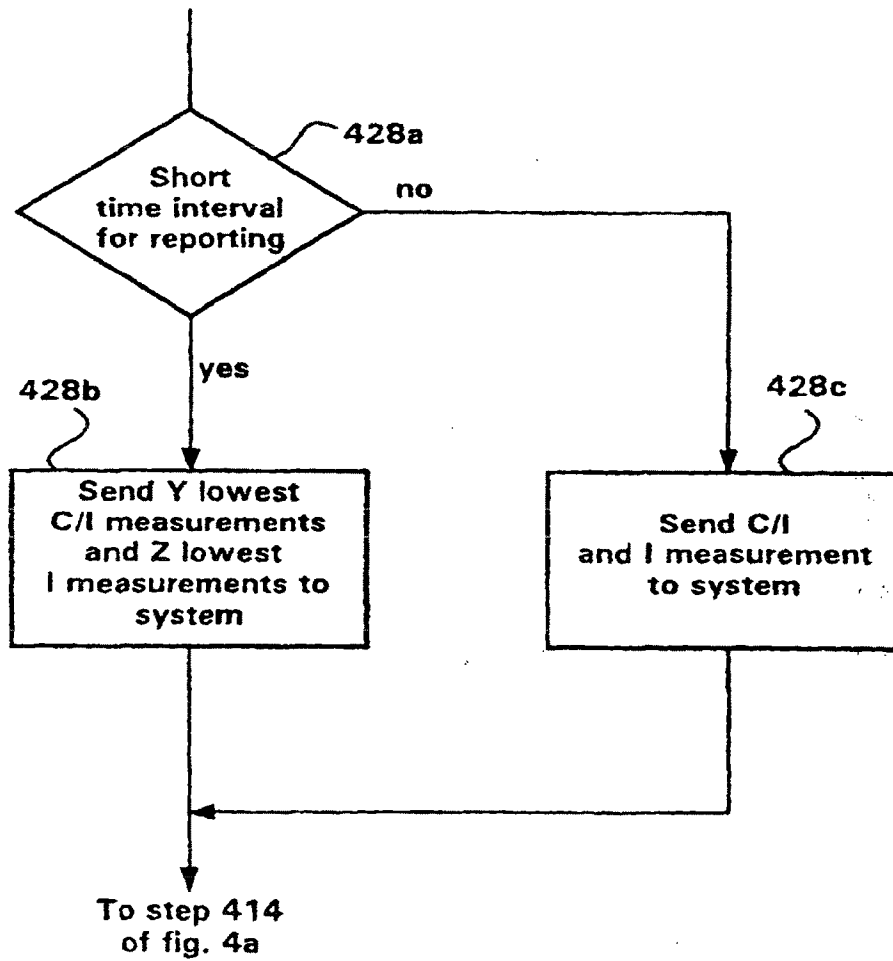 428a
Short
time interval
for reporting
no
yes
428b
428c
Send Y lowest
C/I measurements
and Z lowest
I measurements to
system
Send C/I
and I measurement
to system
To step 414
of fig. 4a